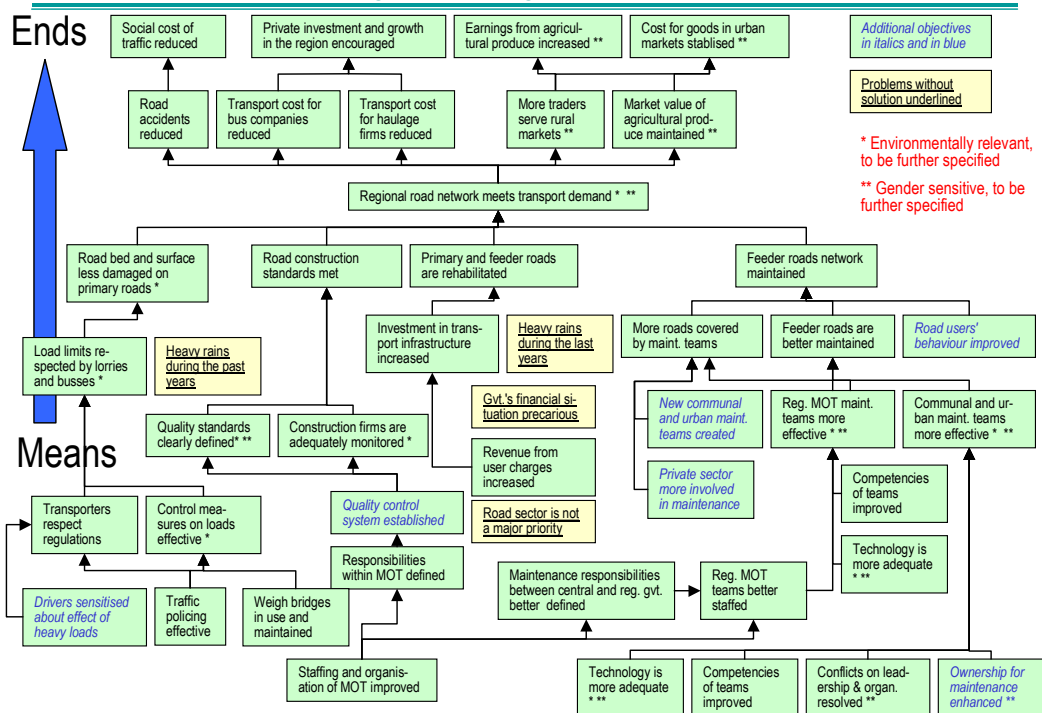 Ends
Social cost of
traffic reduced
Private investment and growth
in the region encouraged
Earnings from agricul-
tural produce increased **
Cost for goods in urban
markets stablised **
Additional objectives
in italics and in blue
Problems without
solution underlined
Road
accidents
reduced
Transport cost for
bus companies
reduced
Transport cost
for haulage
firms reduced
More traders
serve rural
markets **
Market value of
agricultural prod-
uce maintained **
* Environmentally relevant,
to be further specified
** Gender sensitive, to be
further specified
Regional road network meets transport demand * **
Road bed and surface
less damaged on
primary roads *
Road construction
standards met
Primary and feeder roads
are rehabilitated
Feeder roads network
maintained
Load limits re-
spected by lorries
and busses *
Heavy rains
during the past
years
Investment in trans-
port infrastructure
increased
Heavy rains
during the last
years
More roads covered
by maint. teams
Feeder roads are
better maintained
Road users'
behaviour improved
Gvt.'s financial si-
tuation precarious
Means
Quality standards
clearly defined* **
Construction firms are
adequately monitored *
Revenue from
user charges
increased
New communal
and urban maint.
teams created
Reg. MOT maint.
teams more
effective * **
Communal and ur-
ban maint. teams
more effective * **
Private sector
more involved
in maintenance
Competencies
of teams
improved
Transporters
respect
regulations
Control mea-
sures on loads
effective *
Quality control
system established
Road sector is not
a major priority
Technology is
more adequate
* **
Responsibilities
within MOT defined
Maintenance responsibilities
between central and reg. gvt.
better defined
Reg. MOT
teams better
staffed
Drivers sensitised
about effect of
heavy loads
Traffic
policing
effective
Weigh bridges
in use and
maintained
Staffing and organis-
ation of MOT improved
Technology is
more adequate
* **
Competencies
of teams
improved
Conflicts on lea-
dership & organ.
resolved **
Ownership for
maintenance
enhanced **